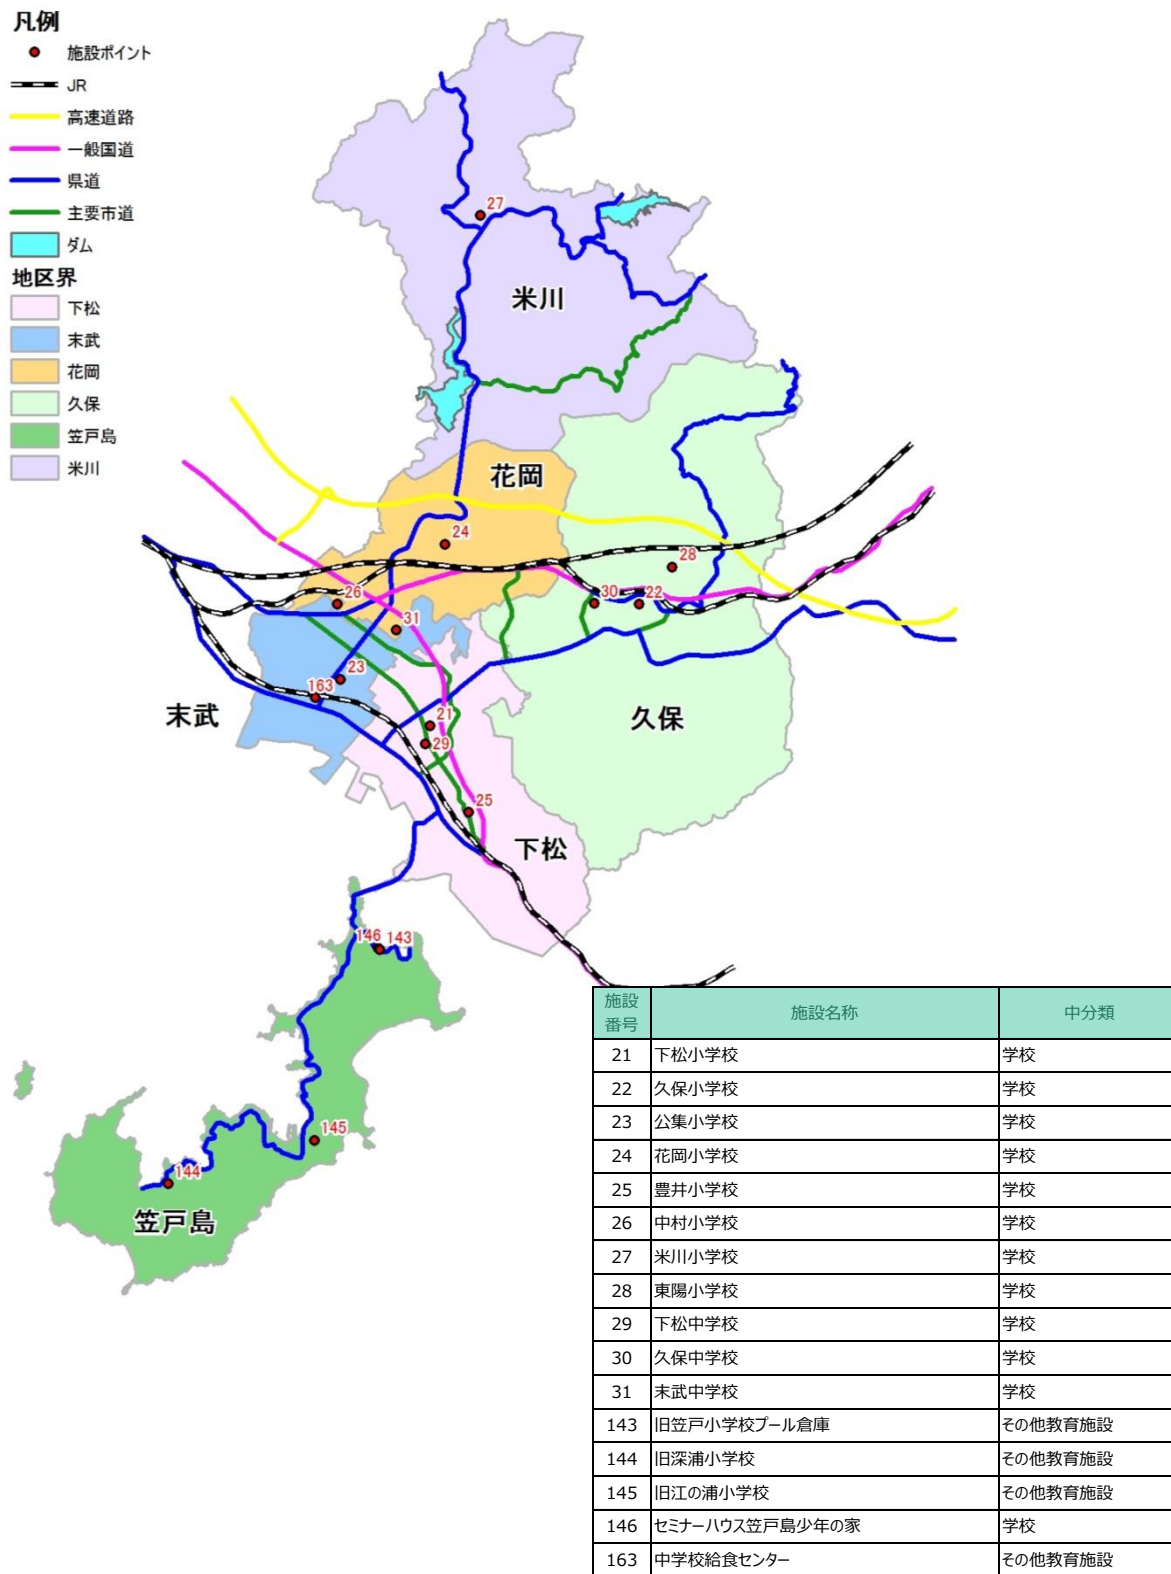 凡例
施設ポイント
JR
高速道路
一般国道
県道
主要市道
ダム
地区界
下松
末武
花岡
久保
笠戸島
米川
27
米川
花岡
24
28
26
30
22
31
23
163
末武
21
久保
29
25
下松
146
143
145
144
笠戸島
施設番号 施設名称 中分類
21 下松小学校 学校
22 久保小学校 学校
23 公集小学校 学校
24 花岡小学校 学校
25 豊井小学校 学校
26 中村小学校 学校
27 米川小学校 学校
28 東陽小学校 学校
29 下松中学校 学校
30 久保中学校 学校
31 末武中学校 学校
143 旧笠戸小学校プール倉庫 その他教育施設
144 旧深浦小学校 その他教育施設
145 旧江の浦小学校 その他教育施設
146 セミナーハウス笠戸島少年の家 学校
163 中学校給食センター その他教育施設